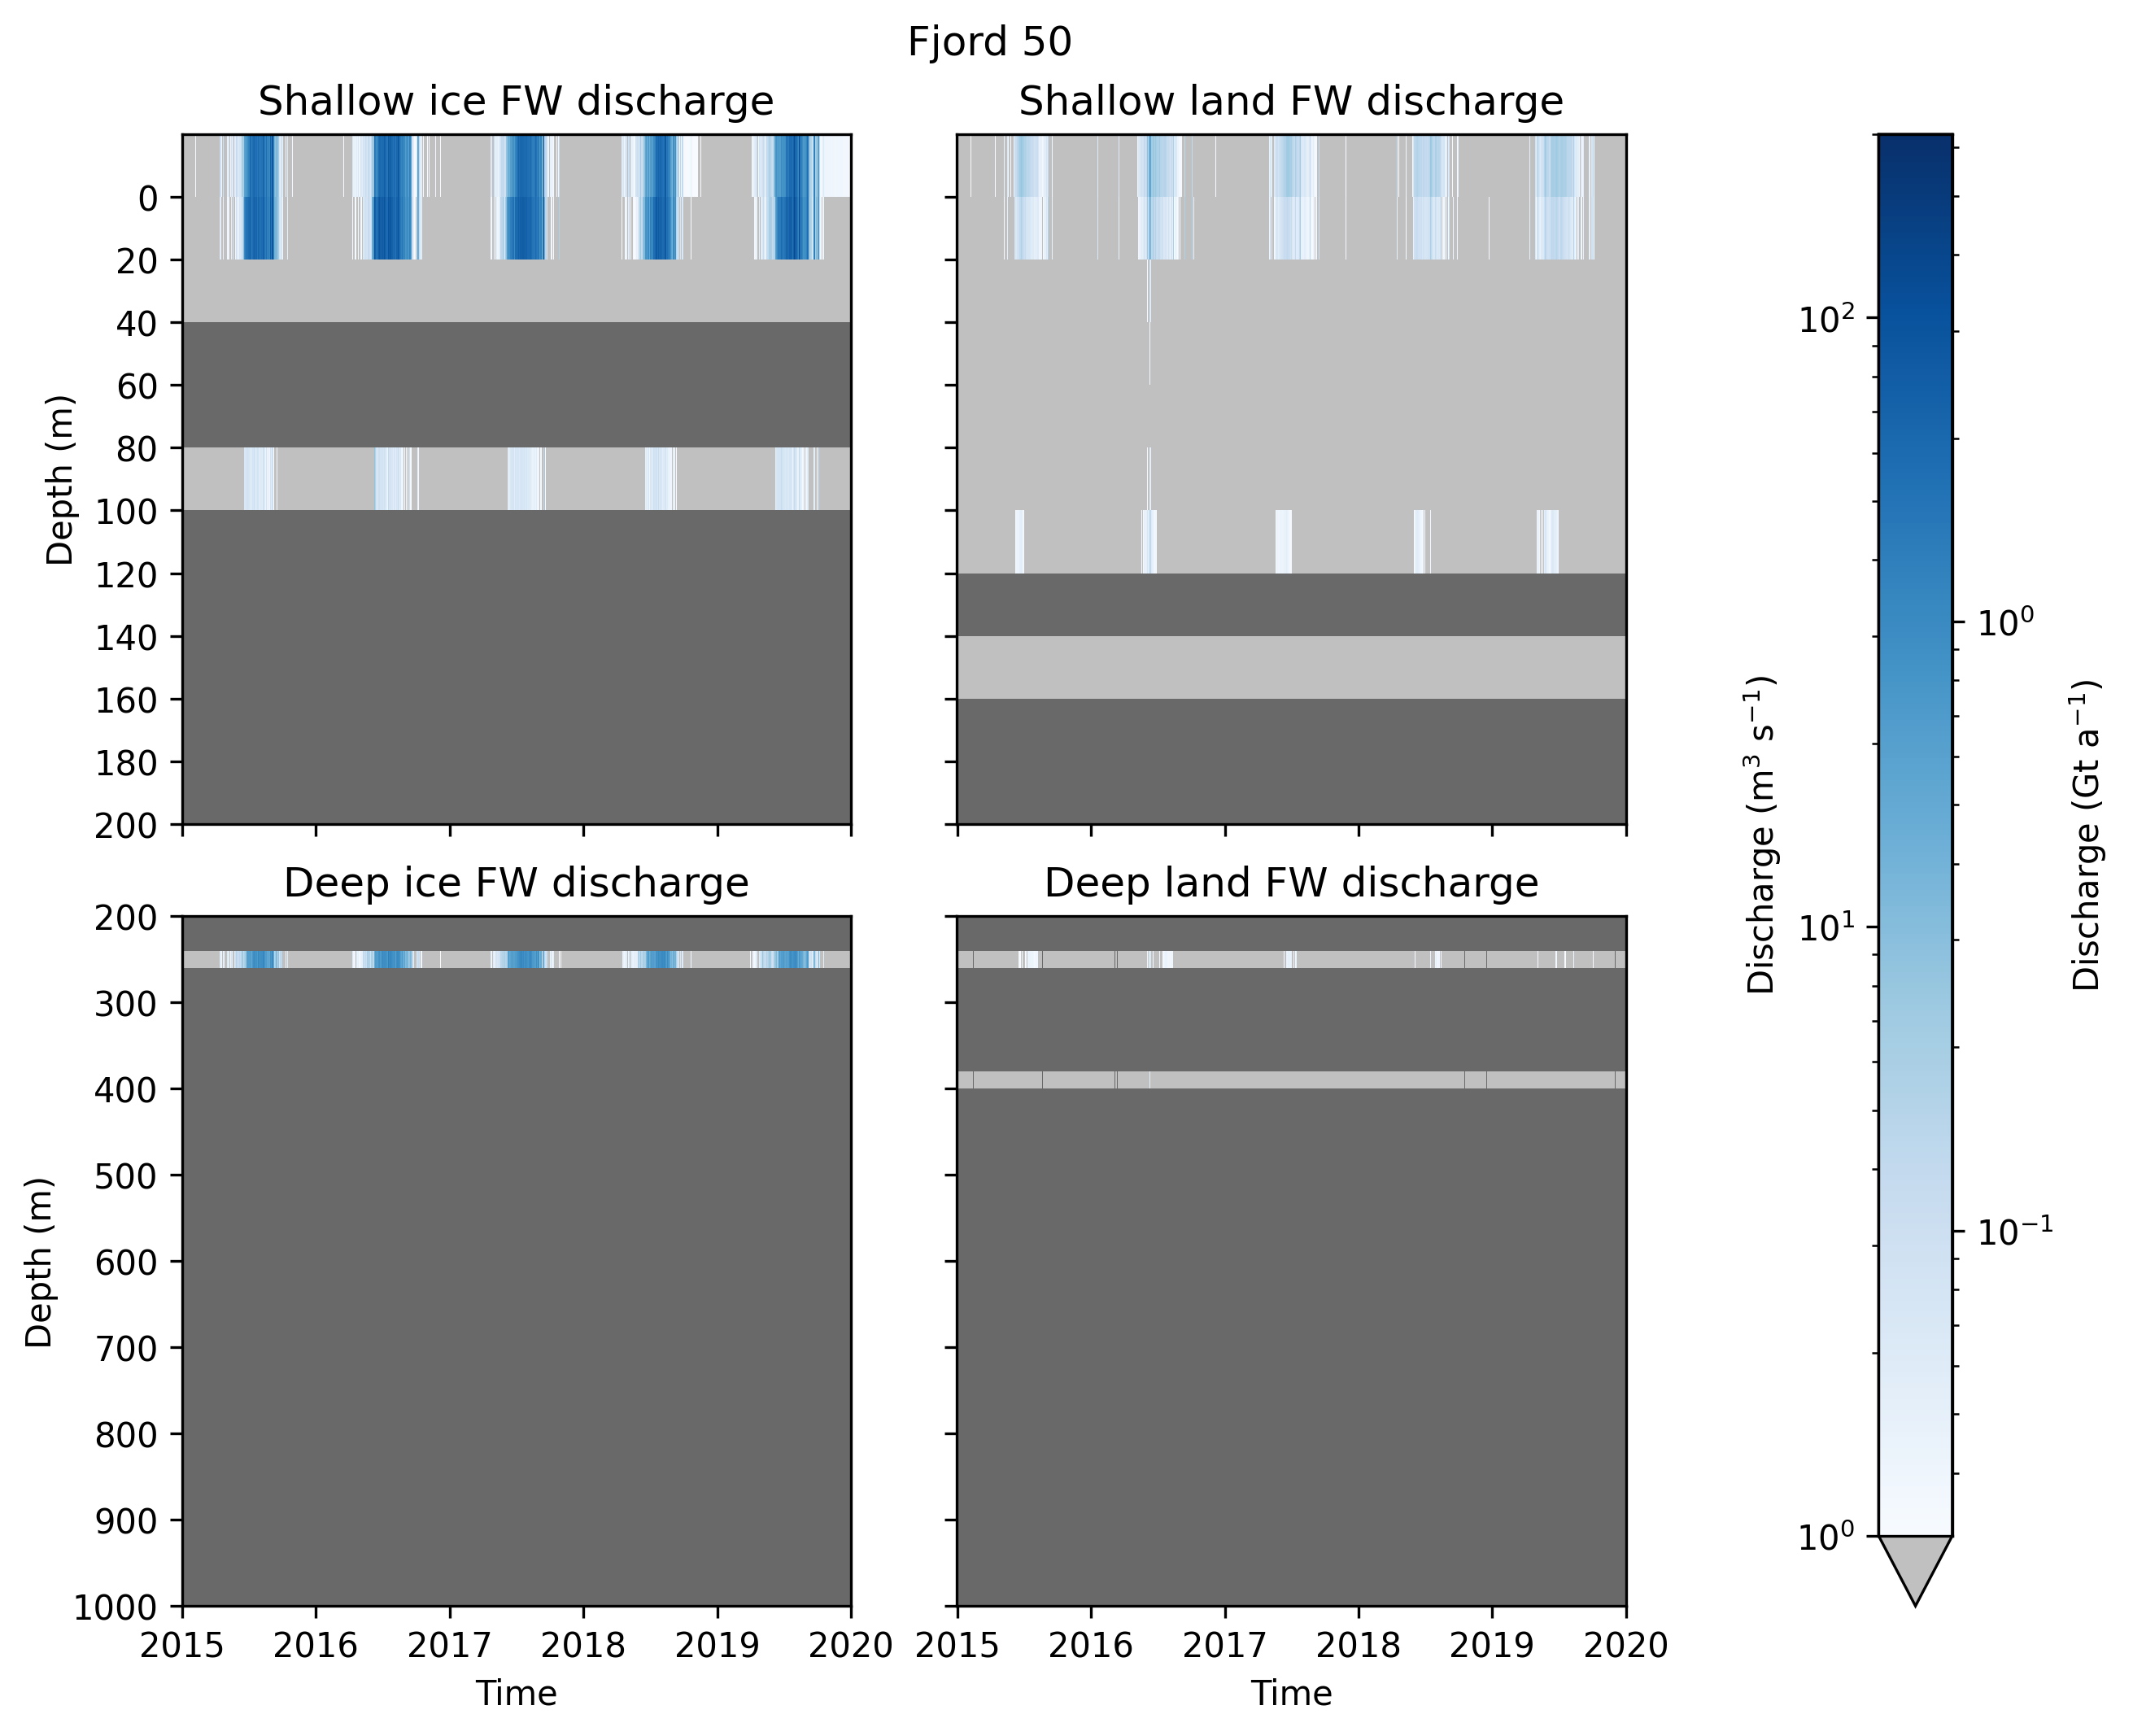 Fjord 50
Shallow ice FW discharge
Shallow land FW discharge
0
20
40
60
80
100
120
140
160
180
200
Depth (m)
Deep ice FW discharge
Deep land FW discharge
200
300
400
500
600
700
800
900
1000
Depth (m)
2015 2016 2017 2018 2019 2020
2015 2016 2017 2018 2019 2020
Time
Time
10²
10¹
10⁰
Discharge (m³ s⁻¹)
10⁰
10⁻¹
Discharge (Gt a⁻¹)